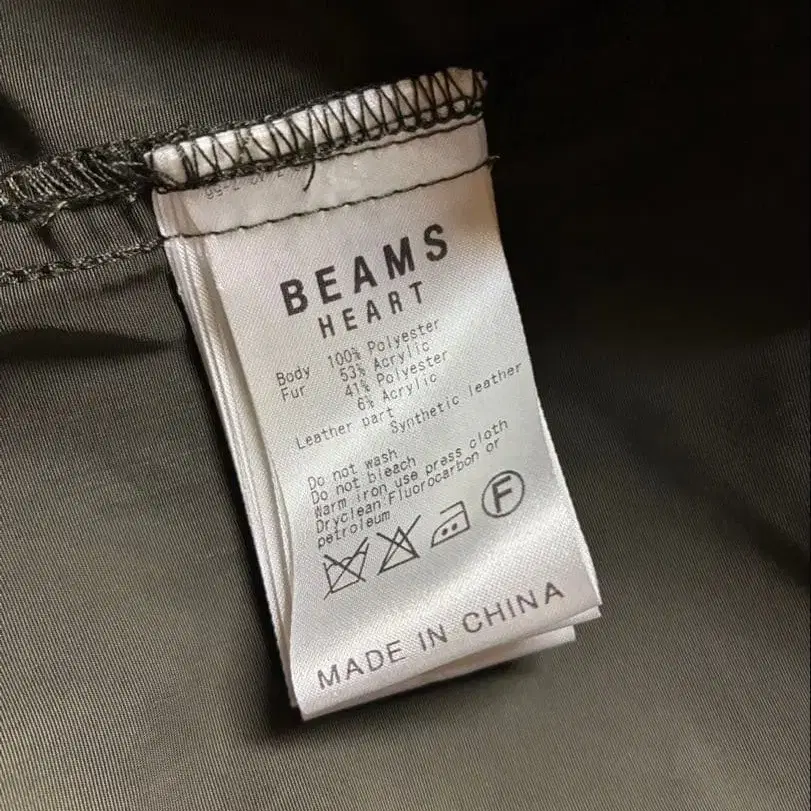 BEAMS
HEART
Body 100% Polyester
Fur 53% Acrylic
41% Polyester
6% Acrylic
Leather part
Synthetic leather
Do not wash
Do not bleach
Warm iron use press cloth
Dryclean:Fluorocarbon or
petroleum
F
MADE IN CHINA